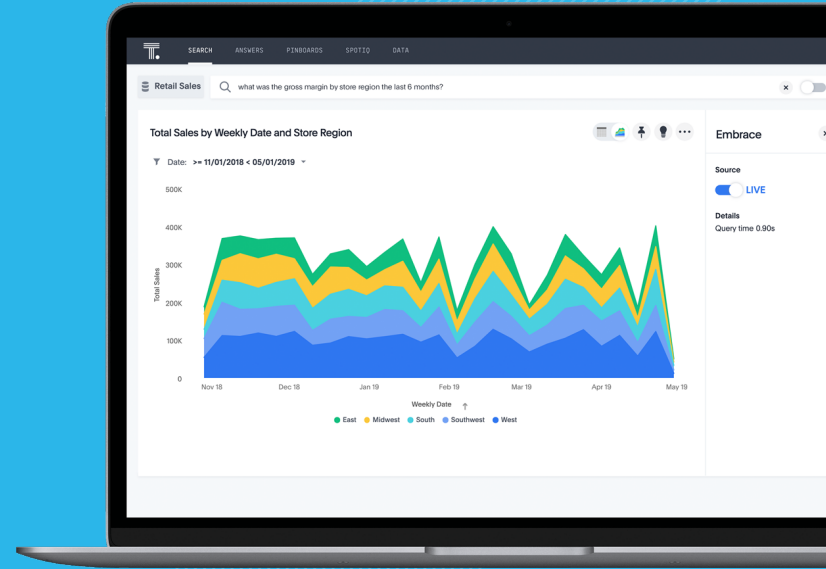 T.
SEARCH ANSWERS PINBOARDS SPOTIQ DATA
Retail Sales what was the gross margin by store region the last 6 months?
Total Sales by Weekly Date and Store Region
Embrace
Date: >= 11/01/2018 < 05/01/2019
Source
LIVE
Details
Query time 0.90s
Total Sales
500K
400K
300K
200K
100K
0
Nov 18 Dec 18 Jan 19 Feb 19 Mar 19 Apr 19 May 19
Weekly Date
East Midwest South Southwest West